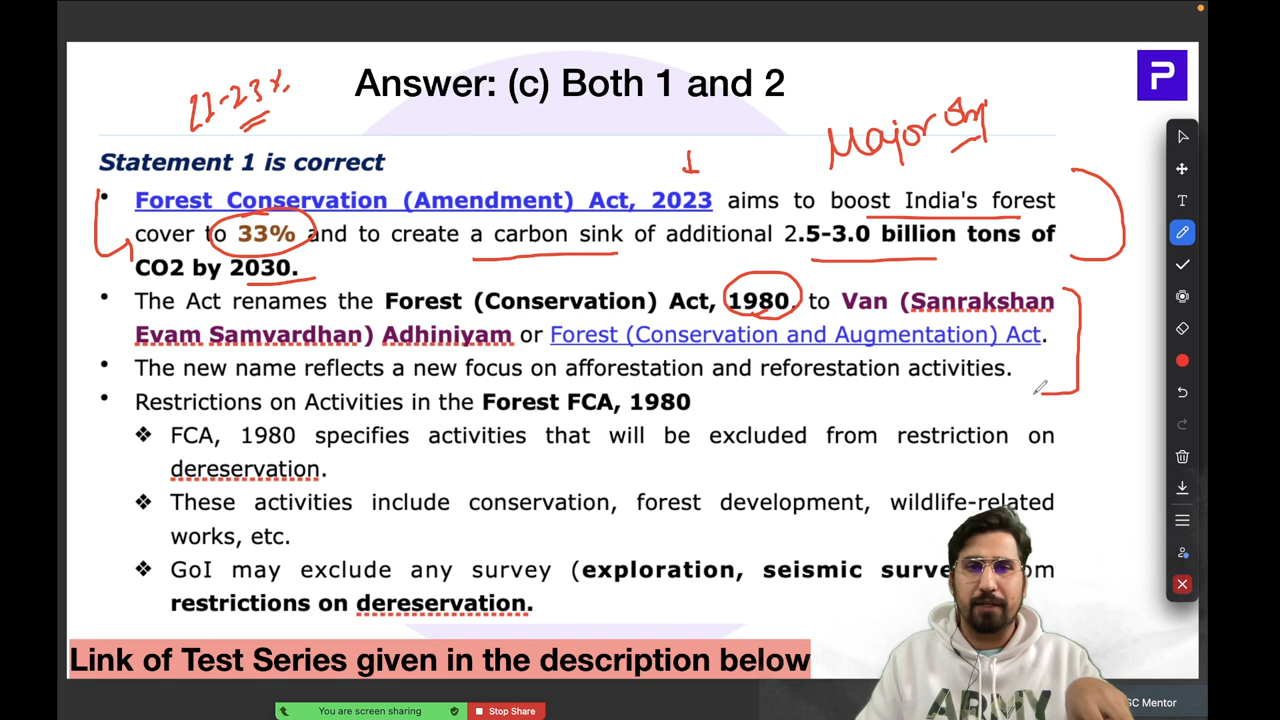 Answer: (c) Both 1 and 2
21-23%
Major
Statement 1 is correct
• Forest Conservation (Amendment) Act, 2023 aims to boost India's forest
cover to 33% and to create a carbon sink of additional 2.5-3.0 billion tons of
CO2 by 2030.
• The Act renames the Forest (Conservation) Act, 1980, to Van (Sanrakshan
Evam Samvardhan) Adhiniyam or Forest (Conservation and Augmentation) Act.
• The new name reflects a new focus on afforestation and reforestation activities.
• Restrictions on Activities in the Forest FCA, 1980
❖ FCA, 1980 specifies activities that will be excluded from restriction on
dereservation.
❖ These activities include conservation, forest development, wildlife-related
works, etc.
❖ GoI may exclude any survey (exploration, seismic surve om
restrictions on dereservation.
Link of Test Series given in the description below
ARMY
SC Mentor
You are screen sharing
Stop Share
P
T